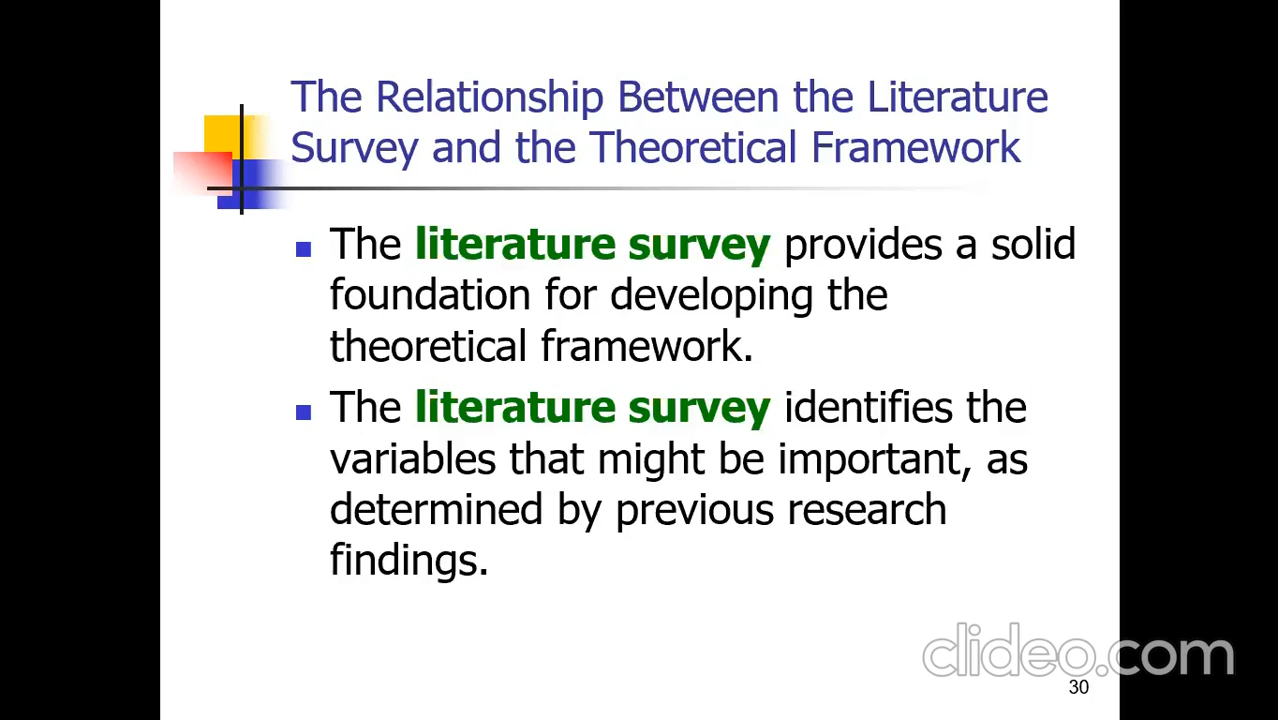 The Relationship Between the Literature
Survey and the Theoretical Framework
The literature survey provides a solid
foundation for developing the
theoretical framework.
The literature survey identifies the
variables that might be important, as
determined by previous research
findings.
clideo.com
30